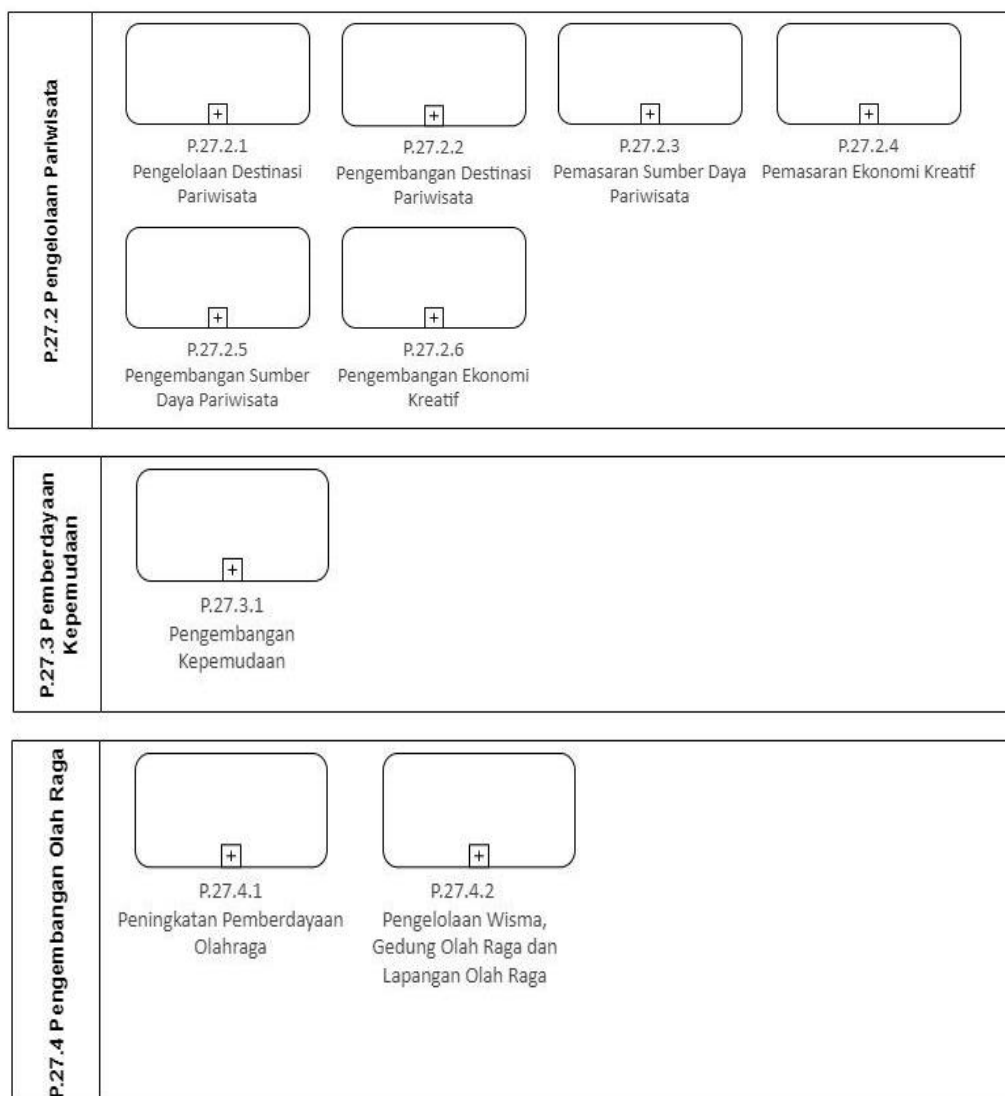 P.27.2 Pengelolaan Pariwisata
P.27.2.1
Pengelolaan Destinasi
Pariwisata
P.27.2.2
Pengembangan Destinasi
Pariwisata
P.27.2.3
Pemasaran Sumber Daya
Pariwisata
P.27.2.4
Pemasaran Ekonomi Kreatif
P.27.2.5
Pengembangan Sumber
Daya Pariwisata
P.27.2.6
Pengembangan Ekonomi
Kreatif
P.27.3 Pemberdayaan
Kepemudaan
P.27.3.1
Pengembangan
Kepemudaan
P.27.4 Pengembangan Olah Raga
P.27.4.1
Peningkatan Pemberdayaan
Olahraga
P.27.4.2
Pengelolaan Wisma,
Gedung Olah Raga dan
Lapangan Olah Raga